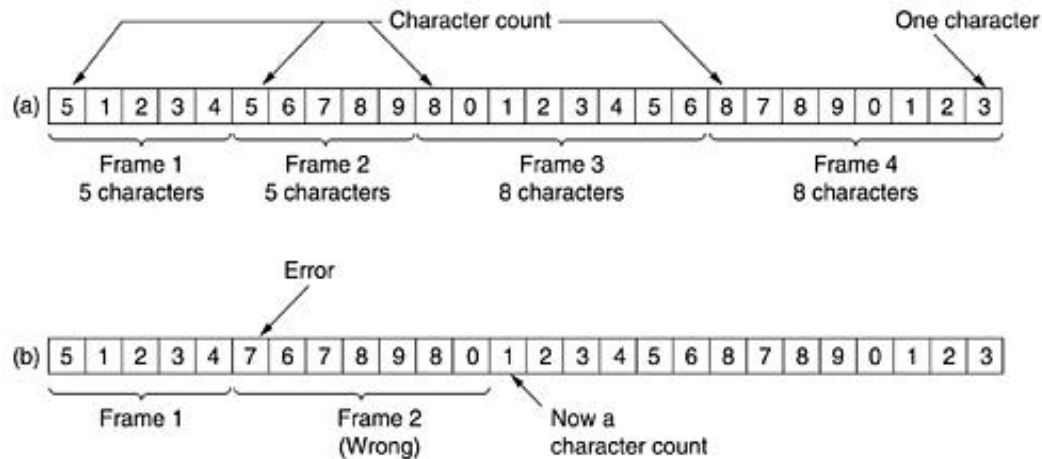 Character count
One character
(a) 5 1 2 3 4 5 6 7 8 9 8 0 1 2 3 4 5 6 8 7 8 9 0 1 2 3
Frame 1
5 characters
Frame 2
5 characters
Frame 3
8 characters
Frame 4
8 characters
Error
(b) 5 1 2 3 4 7 6 7 8 9 8 0 1 2 3 4 5 6 8 7 8 9 0 1 2 3
Frame 1
Frame 2
(Wrong)
Now a
character count